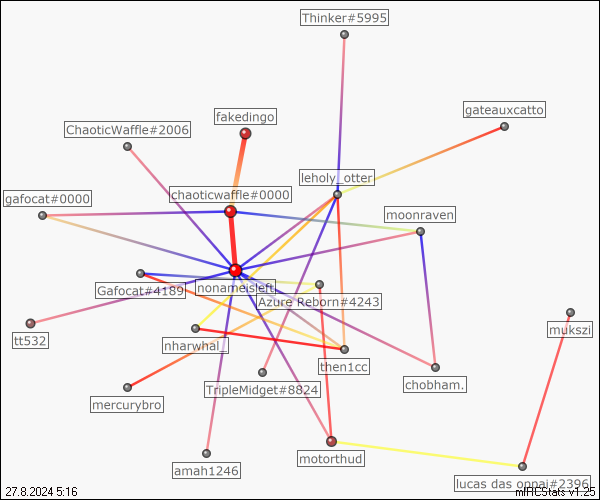 Thinker#5995
gateauxcatto
fakedingo
ChaoticWaffle#2006
leholy_otter
chaoticwaffle#0000
gafocat#0000
moonraven
nonameisleft
Gafocat#4189
Azure Reborn#4243
mukszi
tt532
nharwhal_
then1cc
chobham.
TripleMidget#8824
mercurybro
motorthud
amah1246
lucas das onnai#2396
27.8.2024 5:16
mIRCStats v1.25